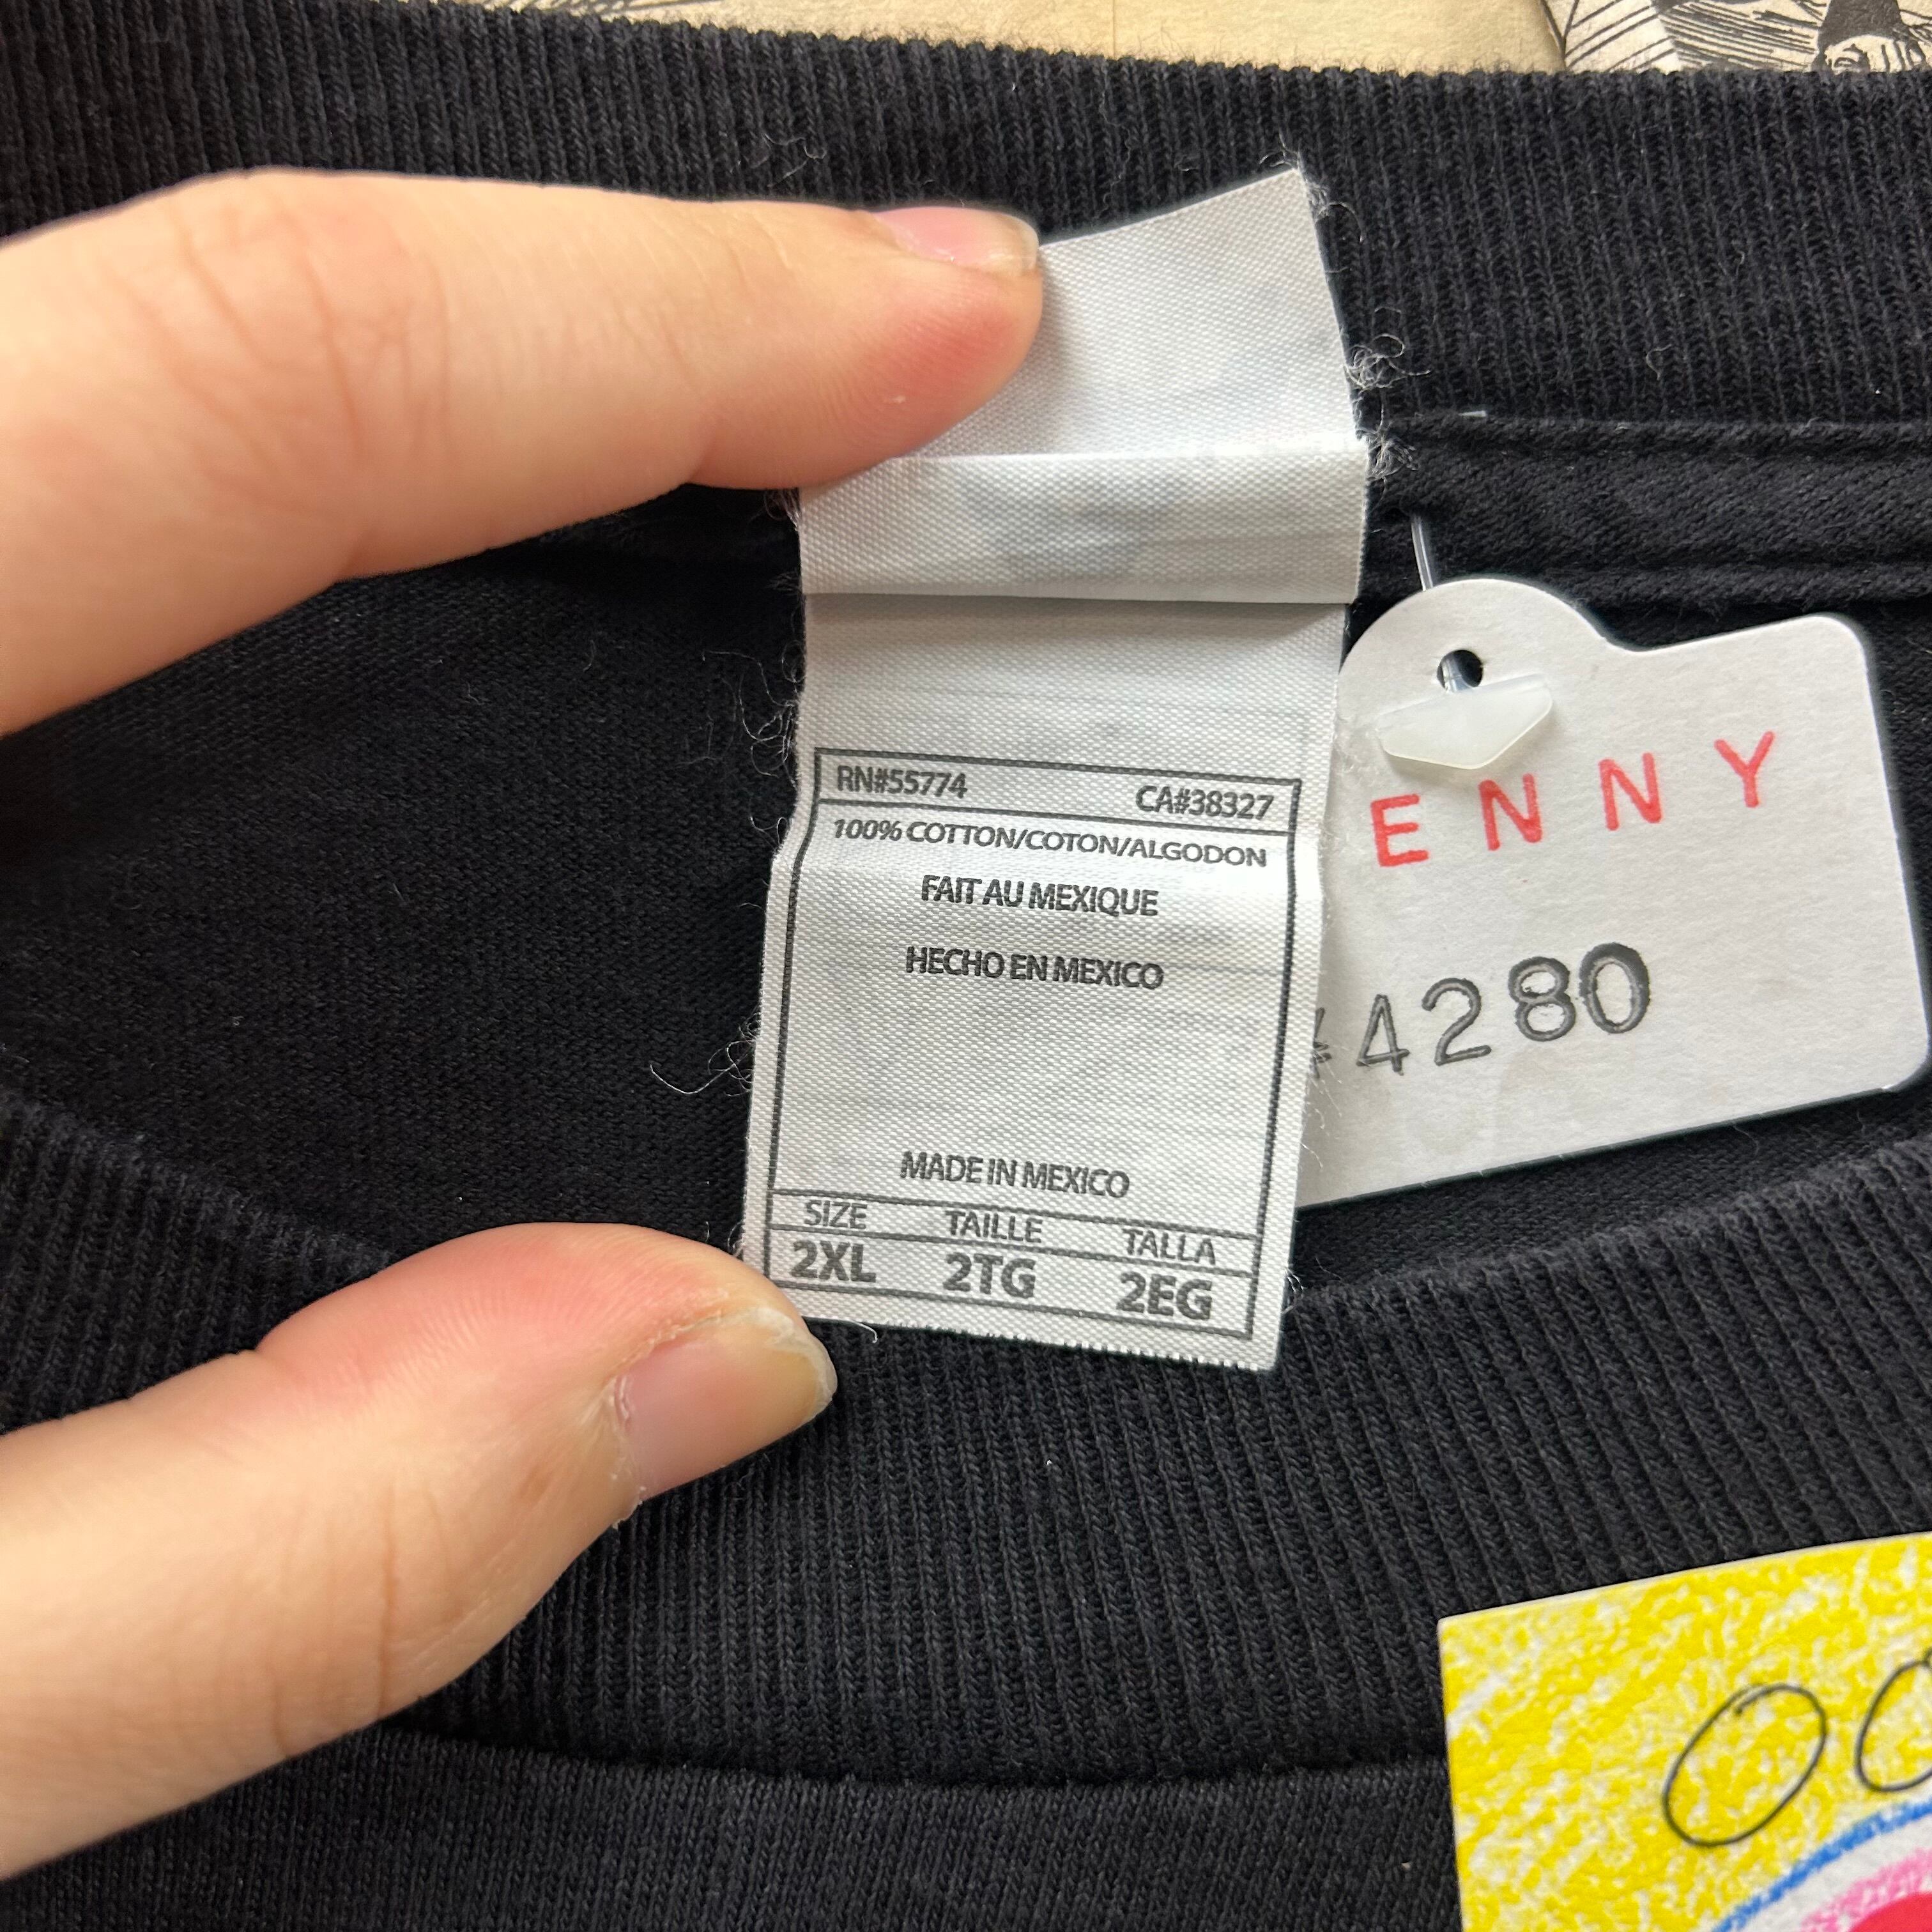 RN#55774 CA#38327
100% COTTON/COTON/ALGODON
FAIT AU MEXIQUE
HECHO EN MEXICO
MADE IN MEXICO
SIZE TAILLE TALLA
2XL 2TG 2EG
ENNY
4280